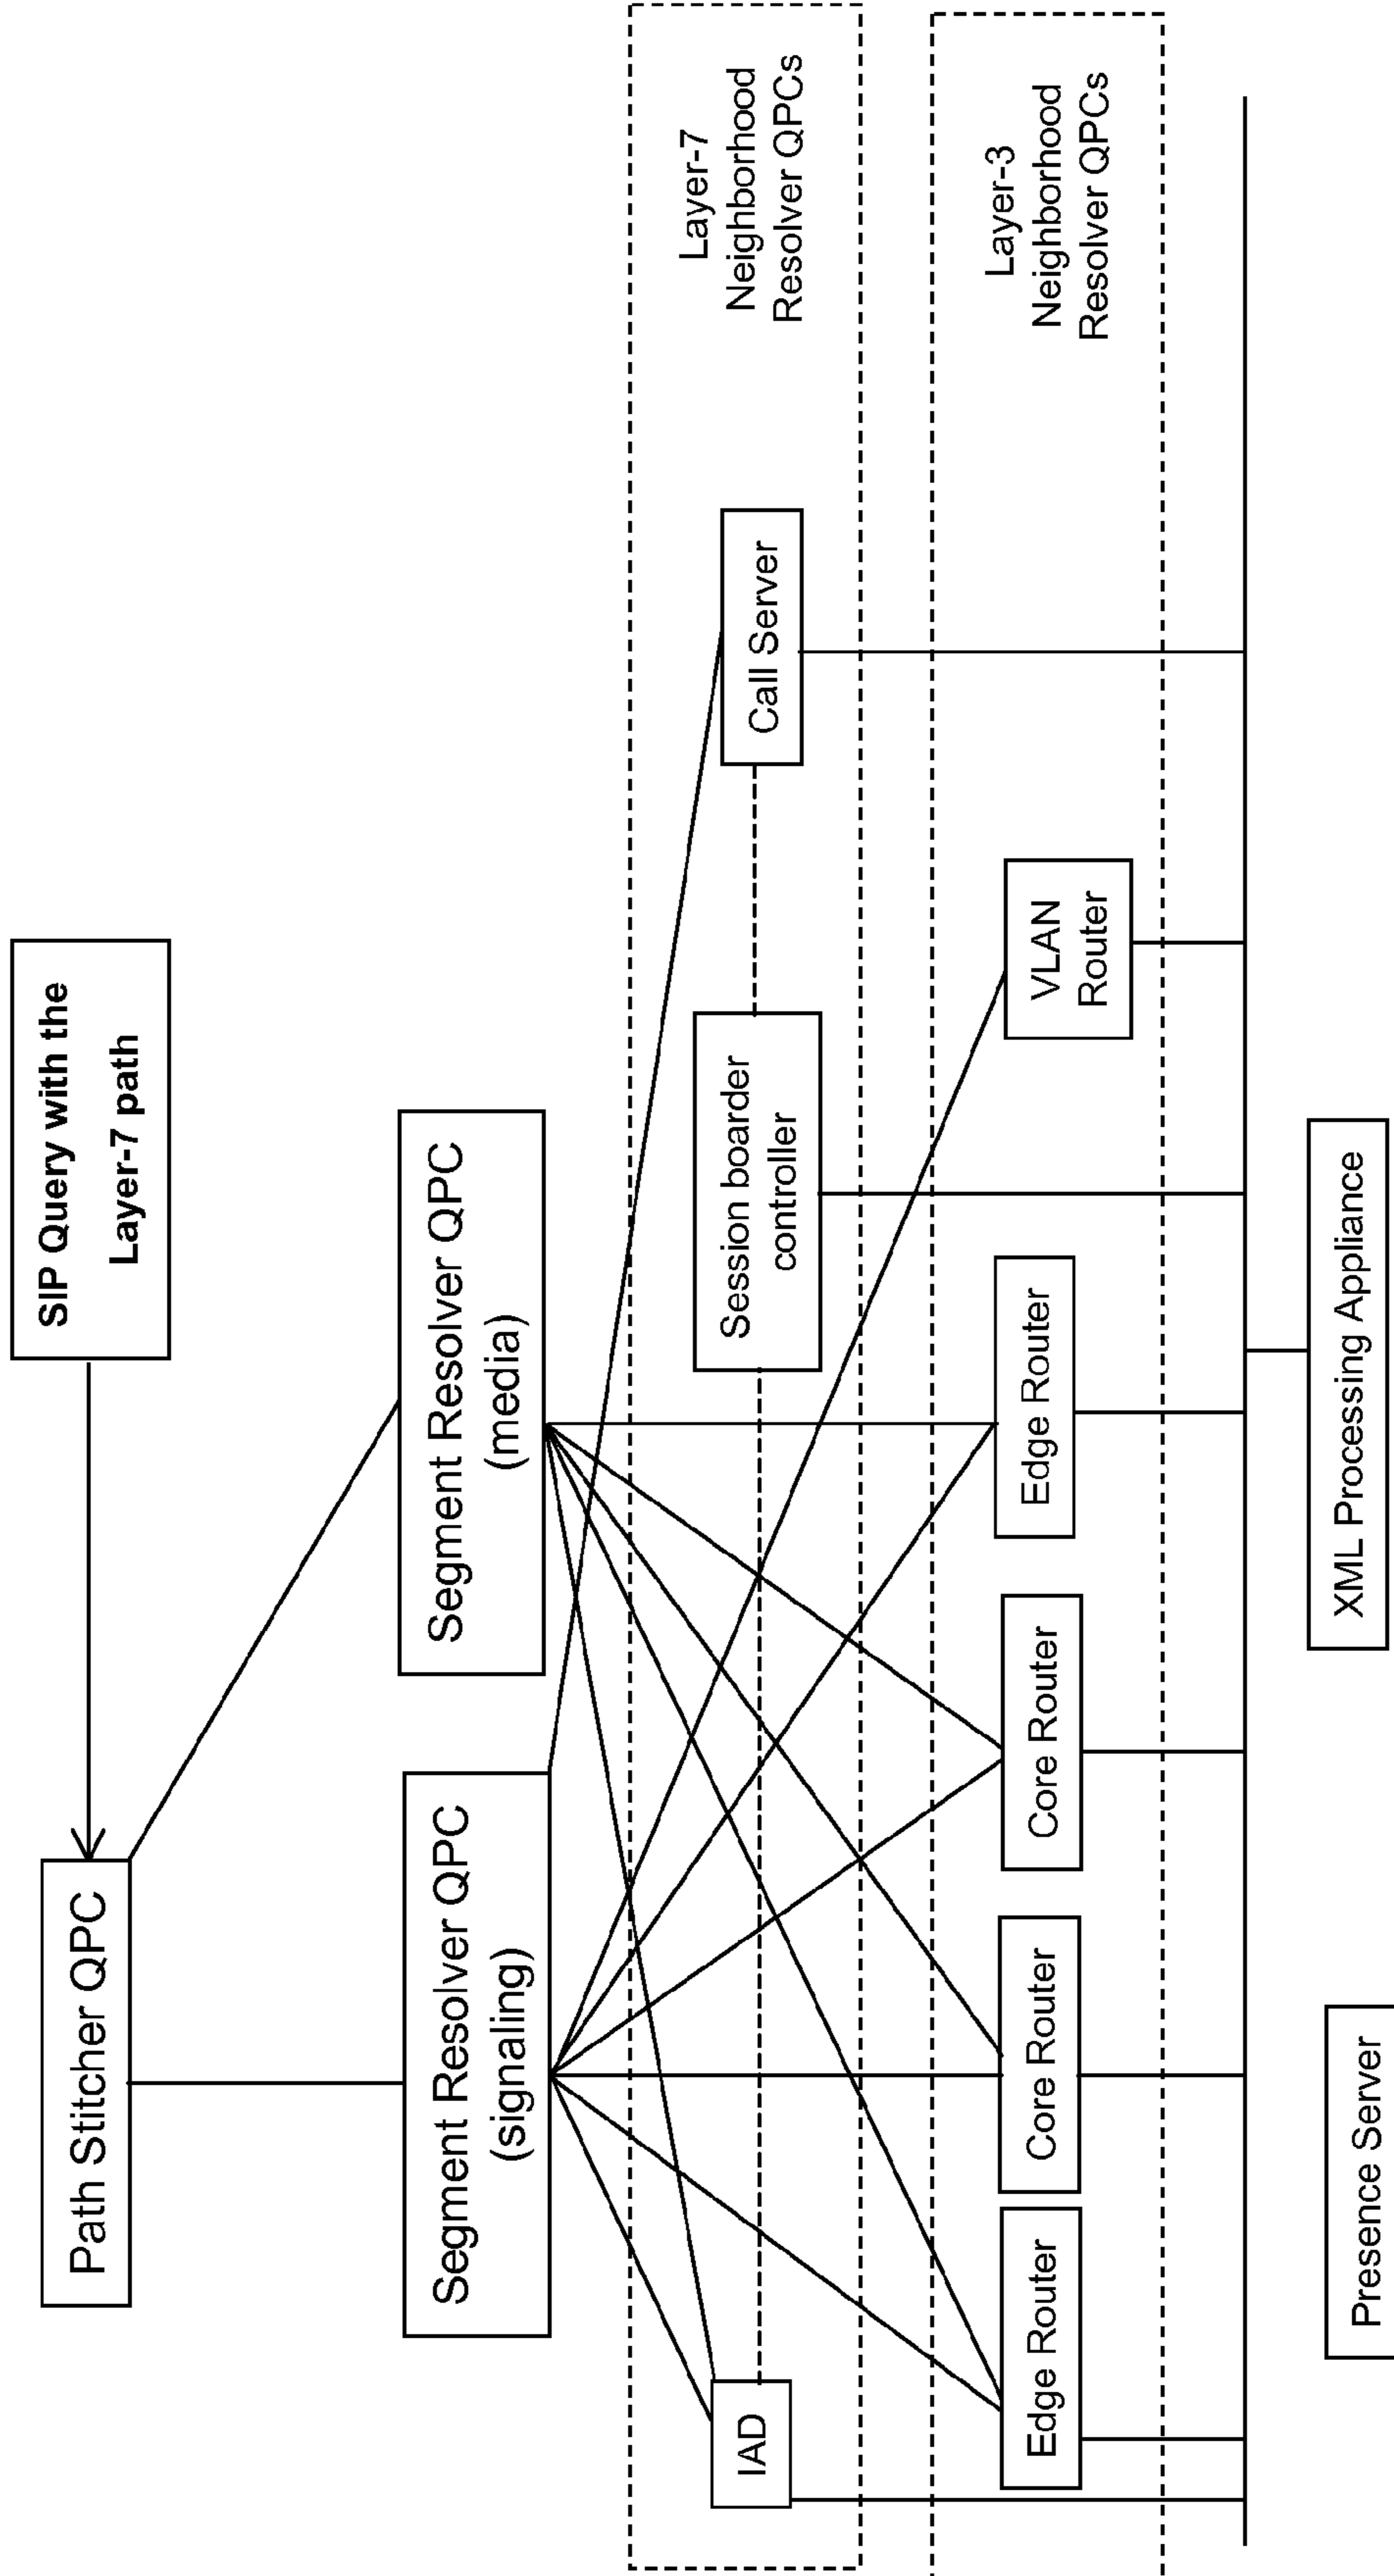 SIP Query with the
Layer-7 path
Path Stitcher QPC
Segment Resolver QPC
(signaling)
Segment Resolver QPC
(media)
Layer-7
Neighborhood
Resolver QPCs
IAD
Session boarder
controller
Call Server
Layer-3
Neighborhood
Resolver QPCs
Edge Router
Core Router
Core Router
Edge Router
VLAN
Router
Presence Server
XML Processing Appliance